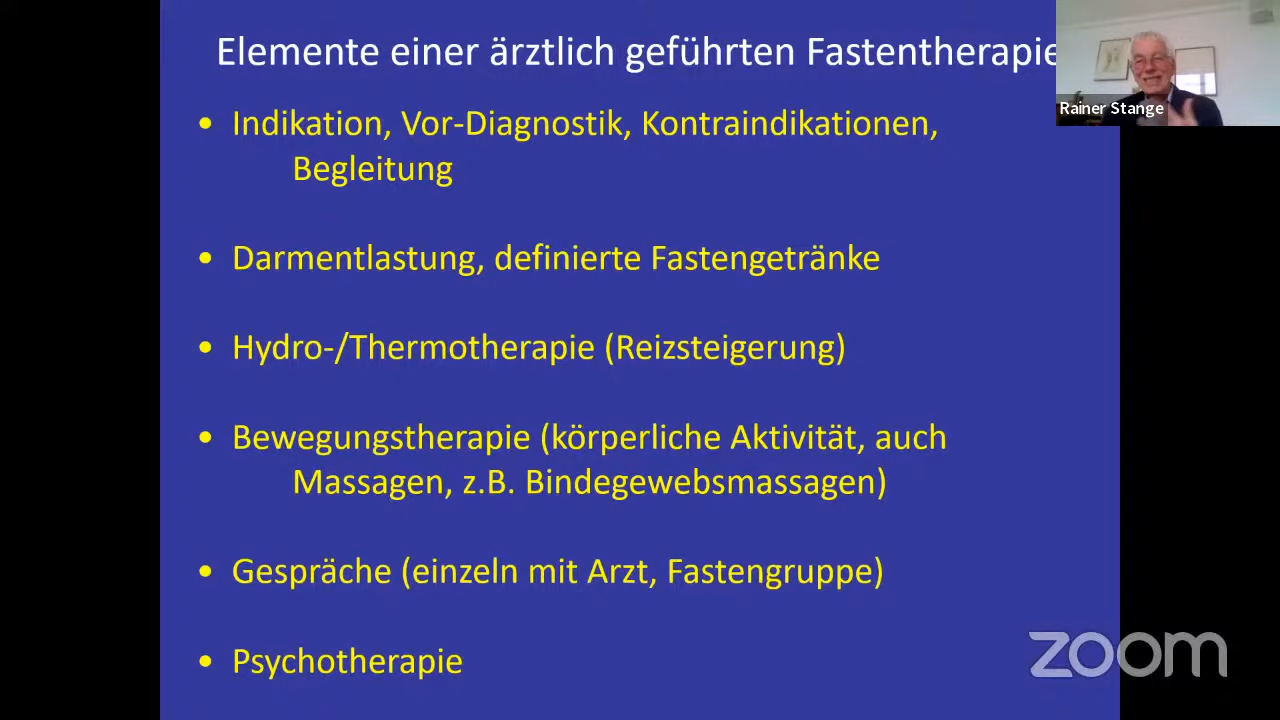 Elemente einer ärztlich geführten Fastentherapie
Rainer Stange
• Indikation, Vor-Diagnostik, Kontraindikationen,
Begleitung
• Darmentlastung, definierte Fastengetränke
• Hydro-/Thermotherapie (Reizsteigerung)
• Bewegungstherapie (körperliche Aktivität, auch
Massagen, z.B. Bindegewebsmassagen)
• Gespräche (einzeln mit Arzt, Fastengruppe)
• Psychotherapie
zoom